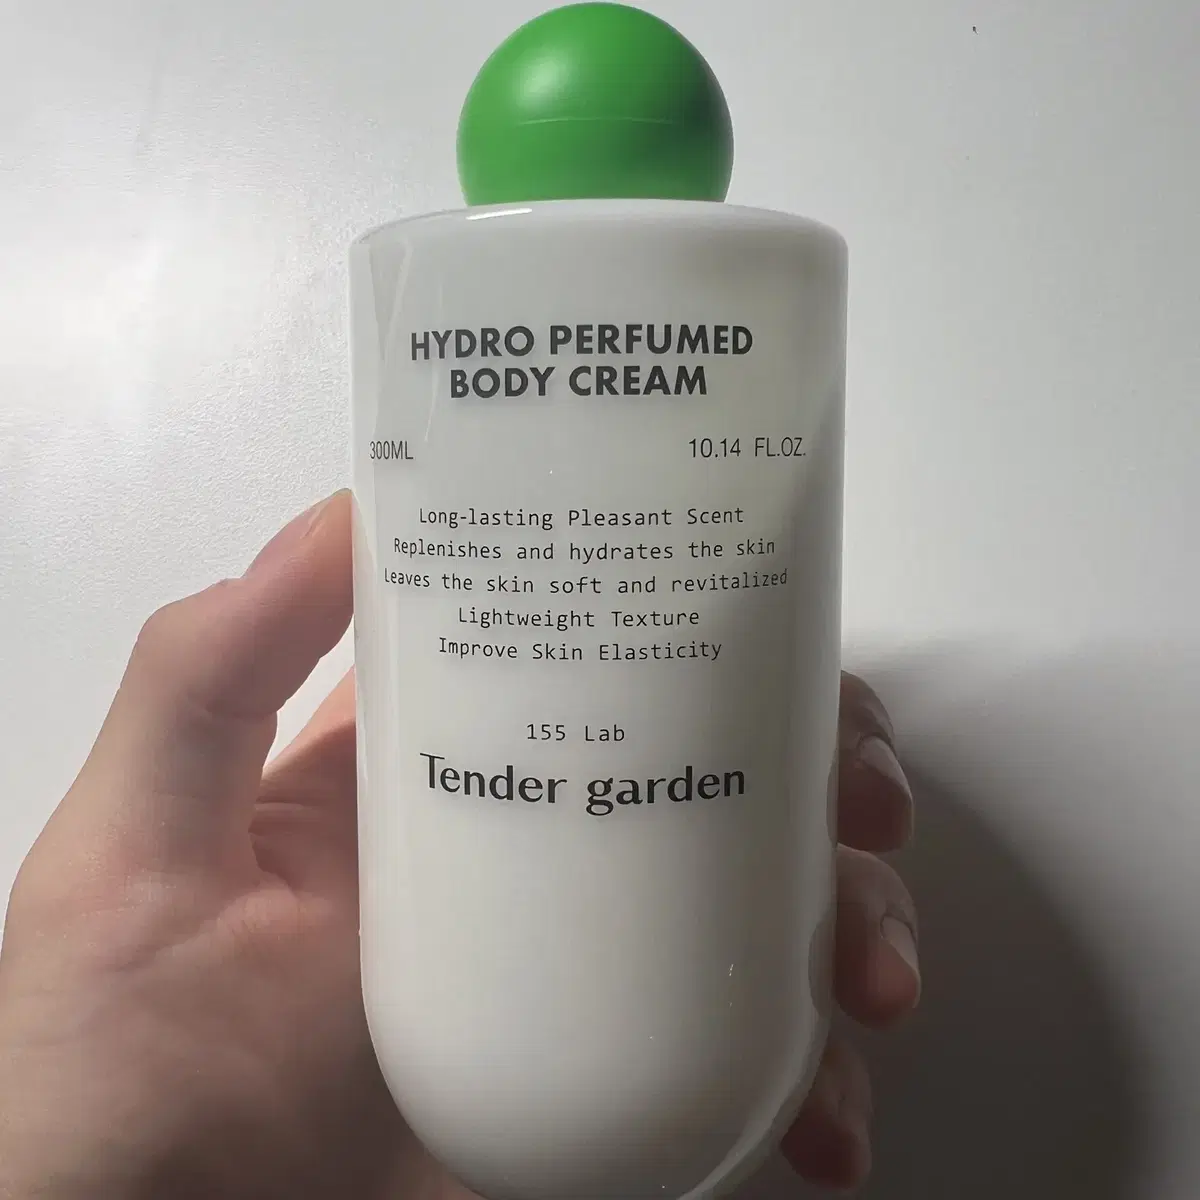 HYDRO PERFUMED
BODY CREAM
300ML 10.14 FL.OZ.
Long-lasting Pleasant Scent
Replenishes and hydrates the skin
Leaves the skin soft and revitalized
Lightweight Texture
Improve Skin Elasticity
155 Lab
Tender garden